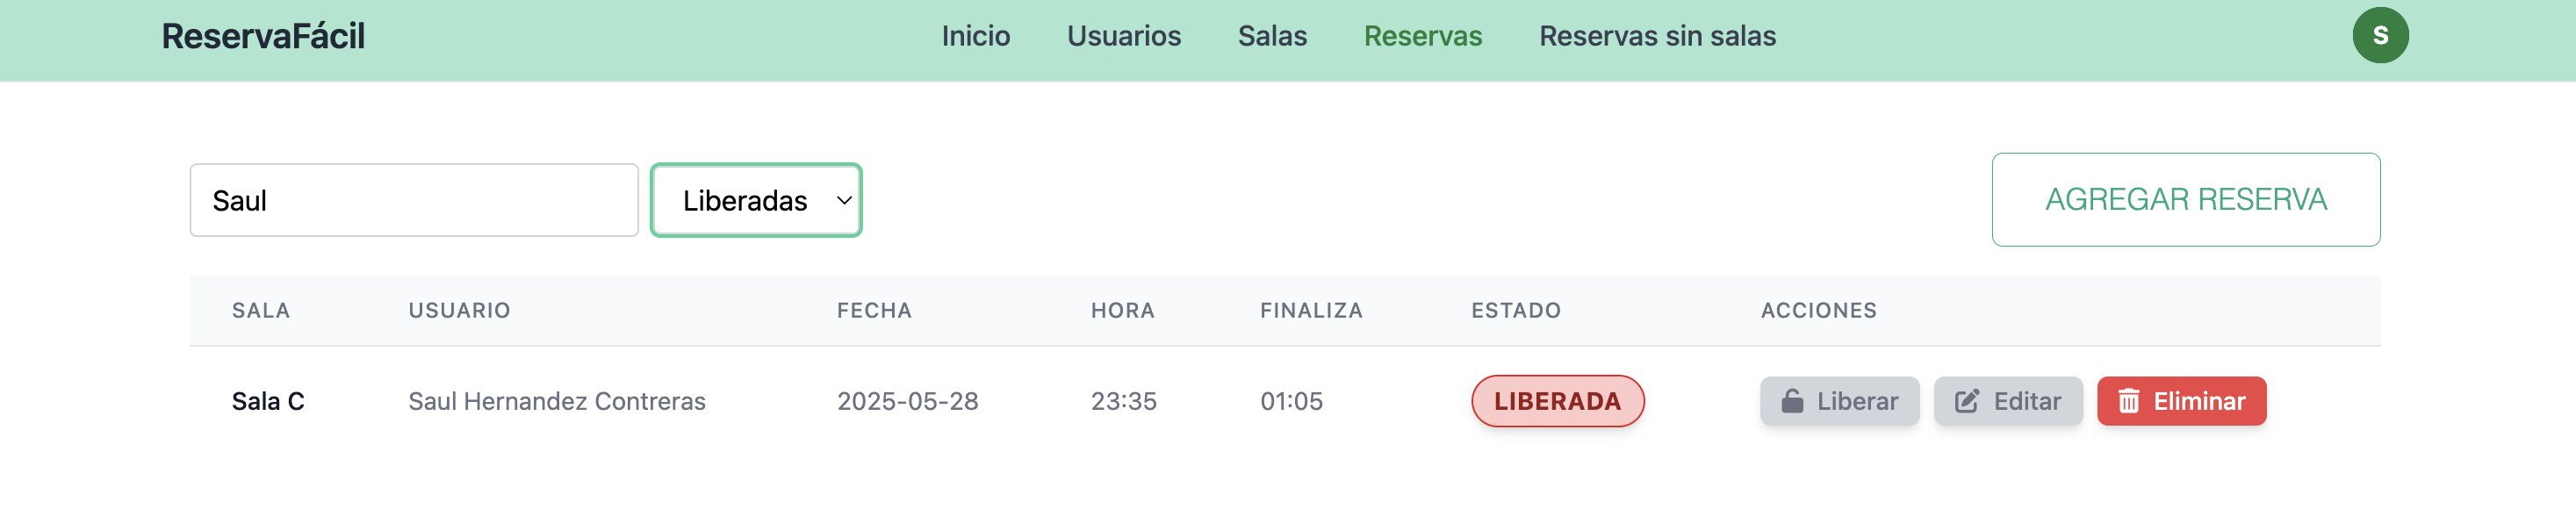 ReservaFácil Inicio Usuarios Salas Reservas Reservas sin salas S
Saul Liberadas AGREGAR RESERVA
SALA USUARIO FECHA HORA FINALIZA ESTADO ACCIONES
Sala C Saul Hernandez Contreras 2025-05-28 23:35 01:05 LIBERADA Liberar Editar Eliminar